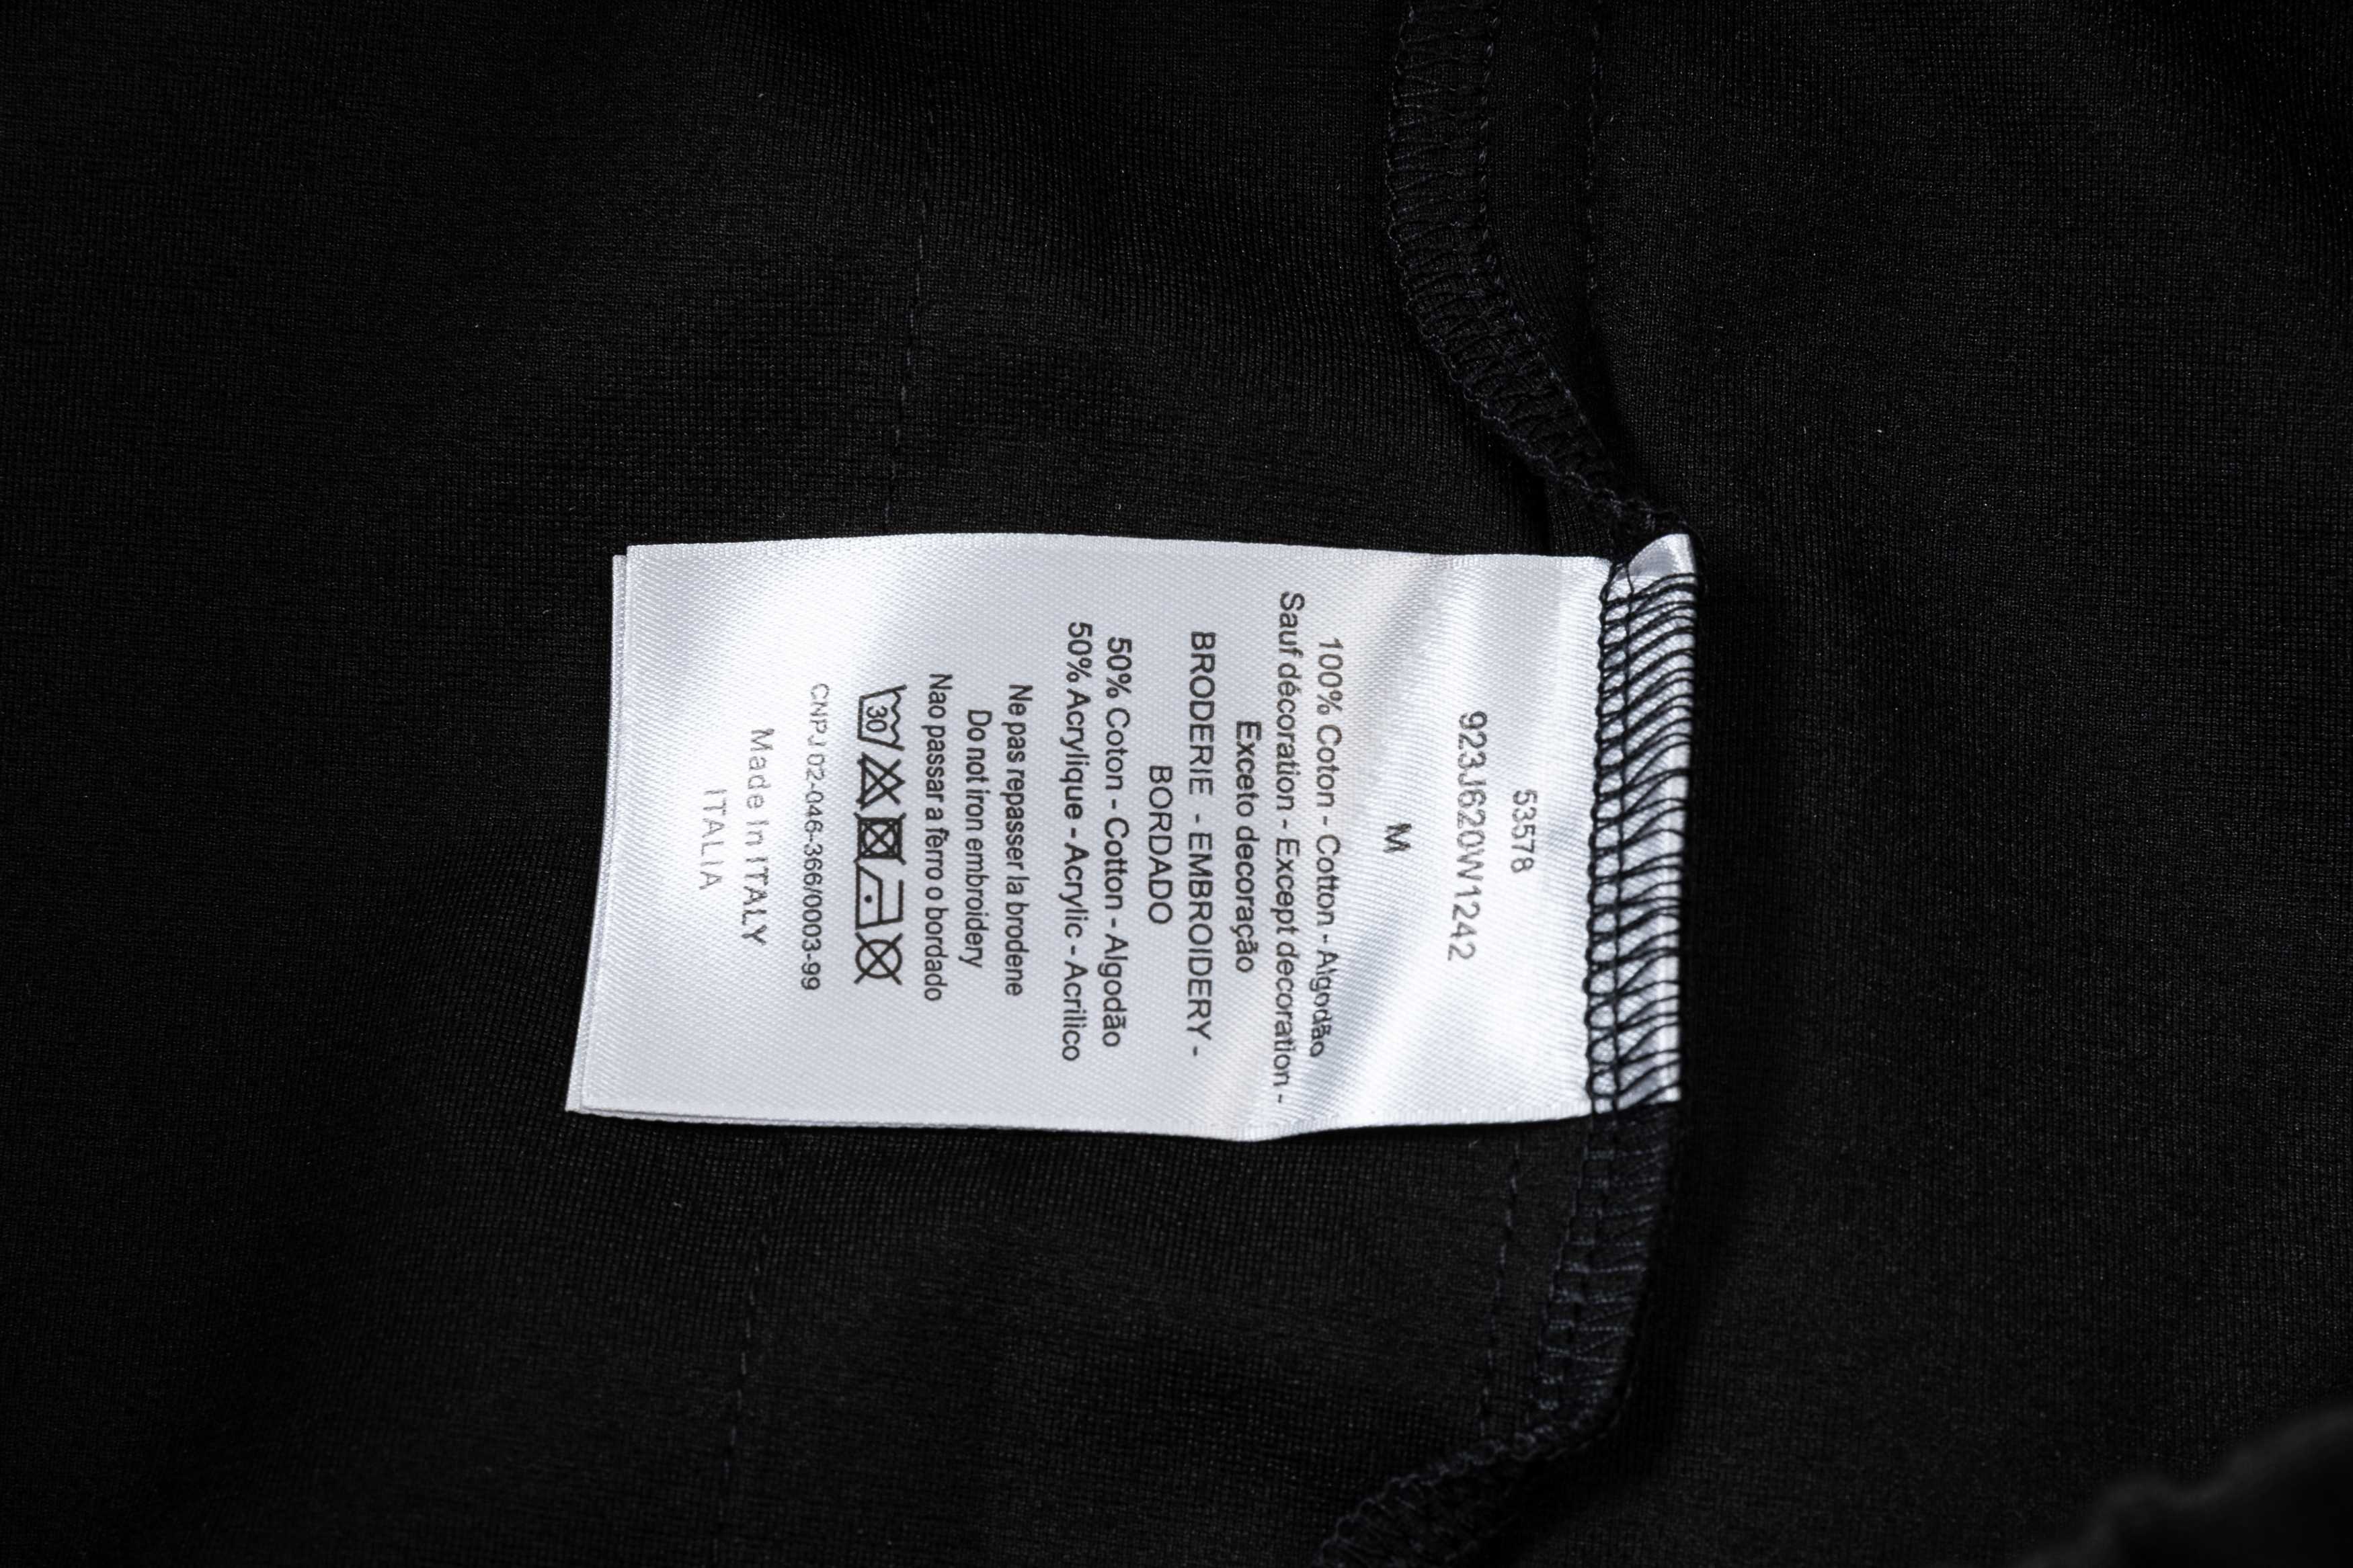 53578
923J620W1242
M
100% Coton - Cotton - Algodão
Sauf décoration - Except decoration -
Exceto decoração
BRODERIE - EMBROIDERY -
BORDADO
50% Coton - Cotton - Algodão
50% Acrylique - Acrylic - Acrilico
Ne pas repasser la brodene
Do not iron embroidery
Nao passar a fèrro o bordado
30
CNPJ 02-046-366/0003-99
Made In ITALY
ITALIA